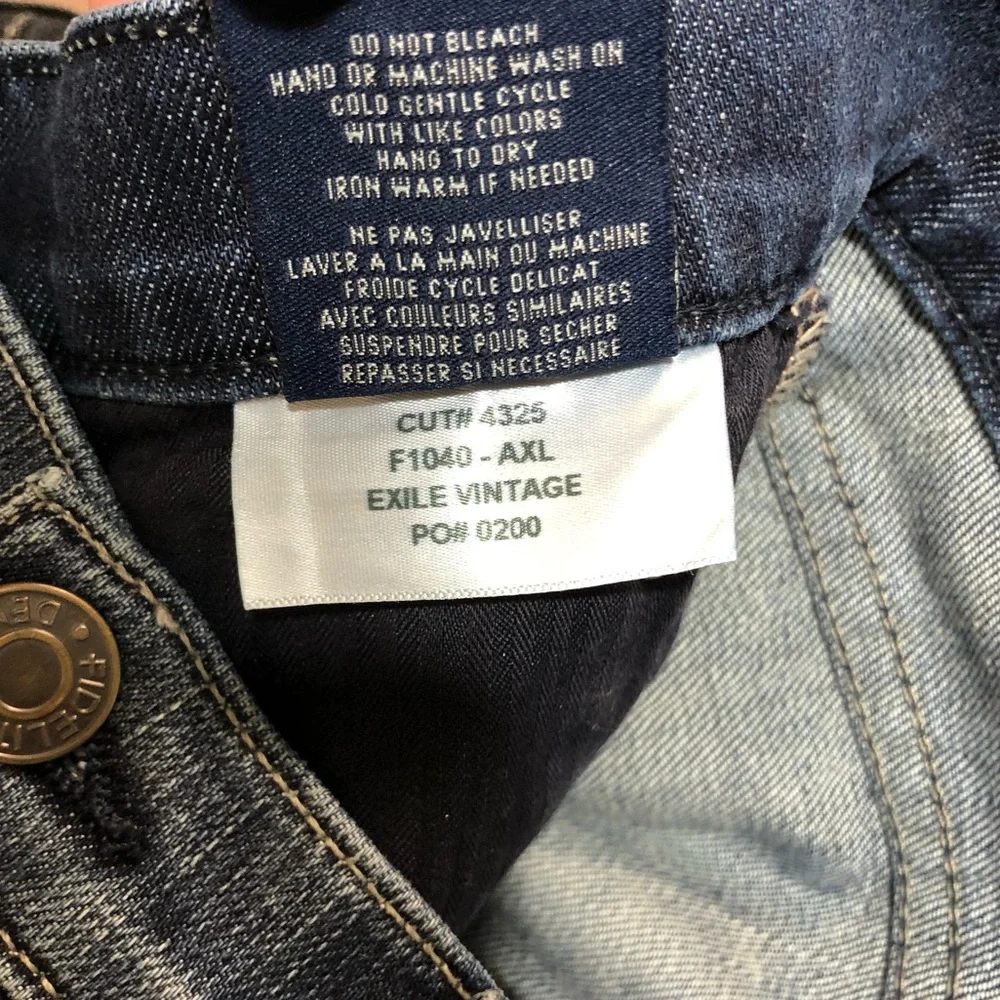 DO NOT BLEACH
HAND OR MACHINE WASH ON
COLD GENTLE CYCLE
WITH LIKE COLORS
HANG TO DRY
IRON WARM IF NEEDED
NE PAS JAVELLISER
LAVER A LA MAIN OU MACHINE
FROIDE CYCLE DELICAT
AVEC COULEURS SIMILAIRES
SUSPENDRE POUR SECHER
REPASSER SI NECESSAIRE
CUT# 4325
F1040 - AXL
EXILE VINTAGE
PO# 0200